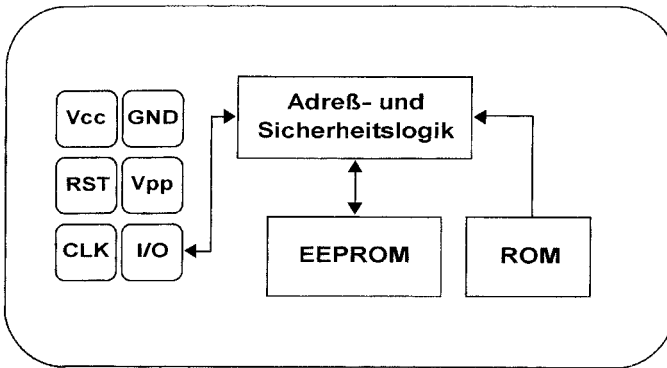 Vcc GND
RST Vpp
CLK I/O
Adreß- und
Sicherheitslogik
EEPROM
ROM